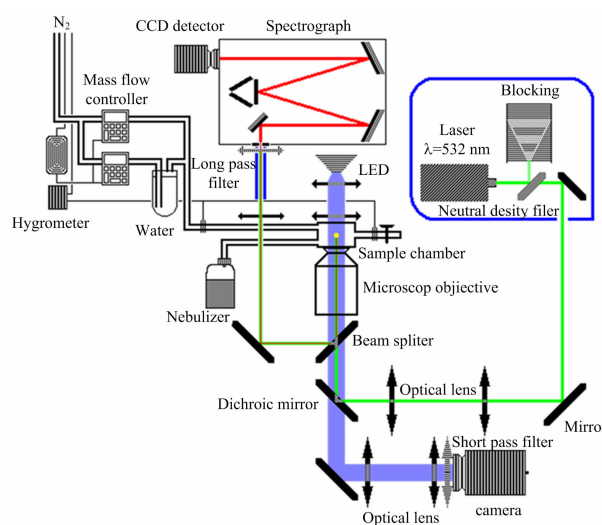 N₂
CCD detector
Spectrograph
Mass flow
controller
Blocking
Laser
λ=532 nm
Long pass
filter
LED
Neutral desity filer
Hygrometer
Water
Sample chamber
Microscop objective
Nebulizer
Beam spliter
Dichroic mirror
Optical lens
Mirro
Short pass filter
Optical lens
camera